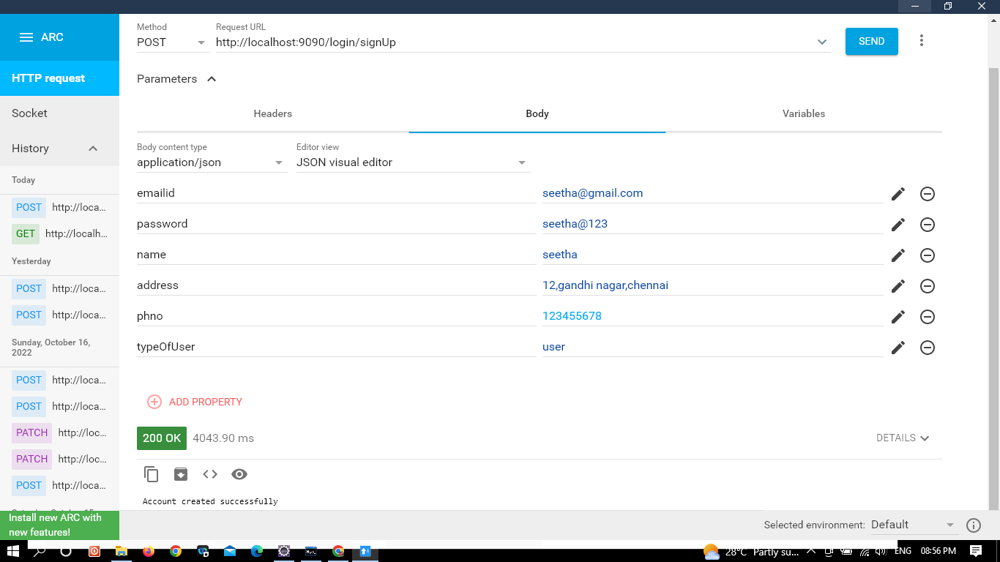 ARC
HTTP request
Socket
History
Today
POST http://loca...
GET http://localh...
Yesterday
POST http://loca...
POST http://loca...
Sunday, October 16,
2022
POST http://loca...
POST http://loca...
PATCH http://loc...
PATCH http://loc...
POST http://loca...
Install new ARC with
new features!
Method
POST
Request URL
http://localhost:9090/login/signUp
SEND
Parameters
Headers Body Variables
Body content type
application/json
Editor view
JSON visual editor
emailid seetha@gmail.com
password seetha@123
name seetha
address 12,gandhi nagar,chennai
phno 123455678
typeOfUser user
ADD PROPERTY
200 OK 4043.90 ms DETAILS
Account created successfully
Selected environment: Default
28°C Partly su... ENG 08:56 PM